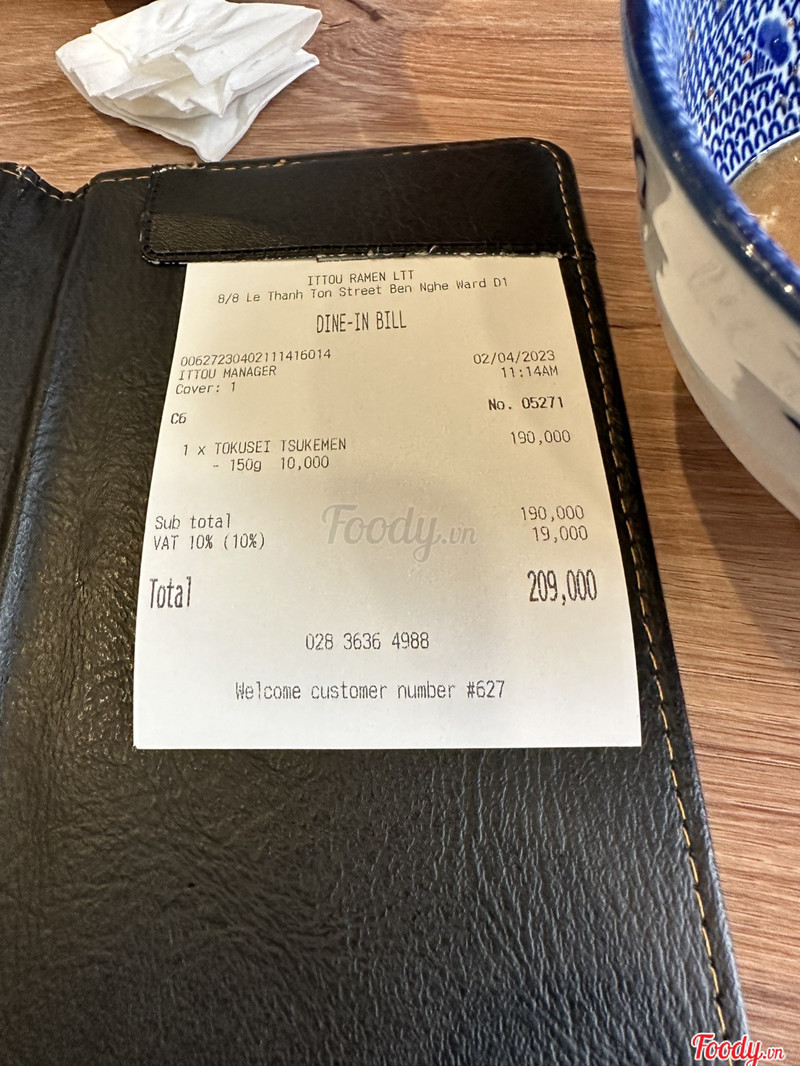 ITTOU RAMEN LTT
8/8 Le Thanh Ton Street Ben Nghe Ward D1
DINE-IN BILL
00627230402111416014 02/04/2023
ITTOU MANAGER 11:14AM
Cover: 1
C6 No. 05271
1 x TOKUSEI TSUKEMEN 190,000
- 150g 10,000
Sub total 190,000
VAT 10% (10%) 19,000
Foody.vn
Total 209,000
028 3636 4988
Welcome customer number #627
Foody.vn